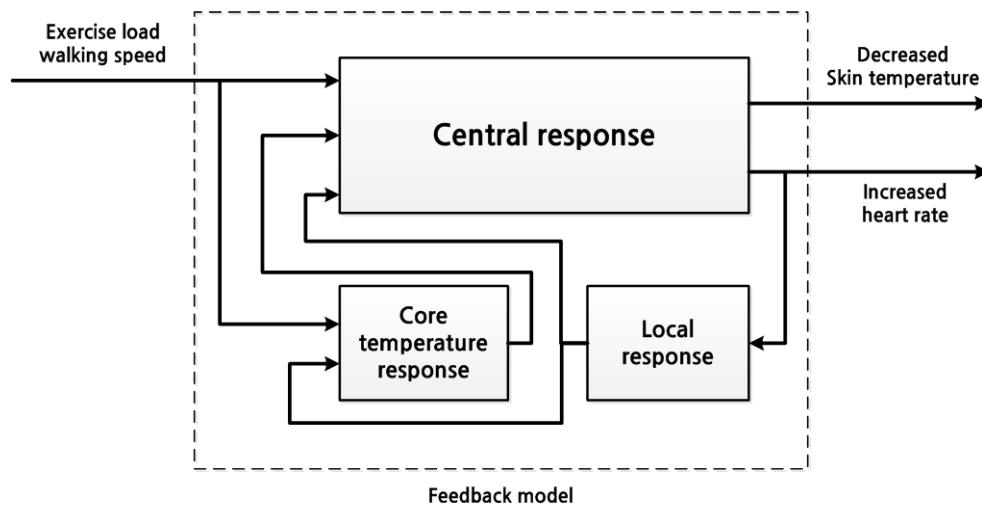 Exercise load
walking speed
Central response
Decreased
Skin temperature
Increased
heart rate
Core
temperature
response
Local
response
Feedback model